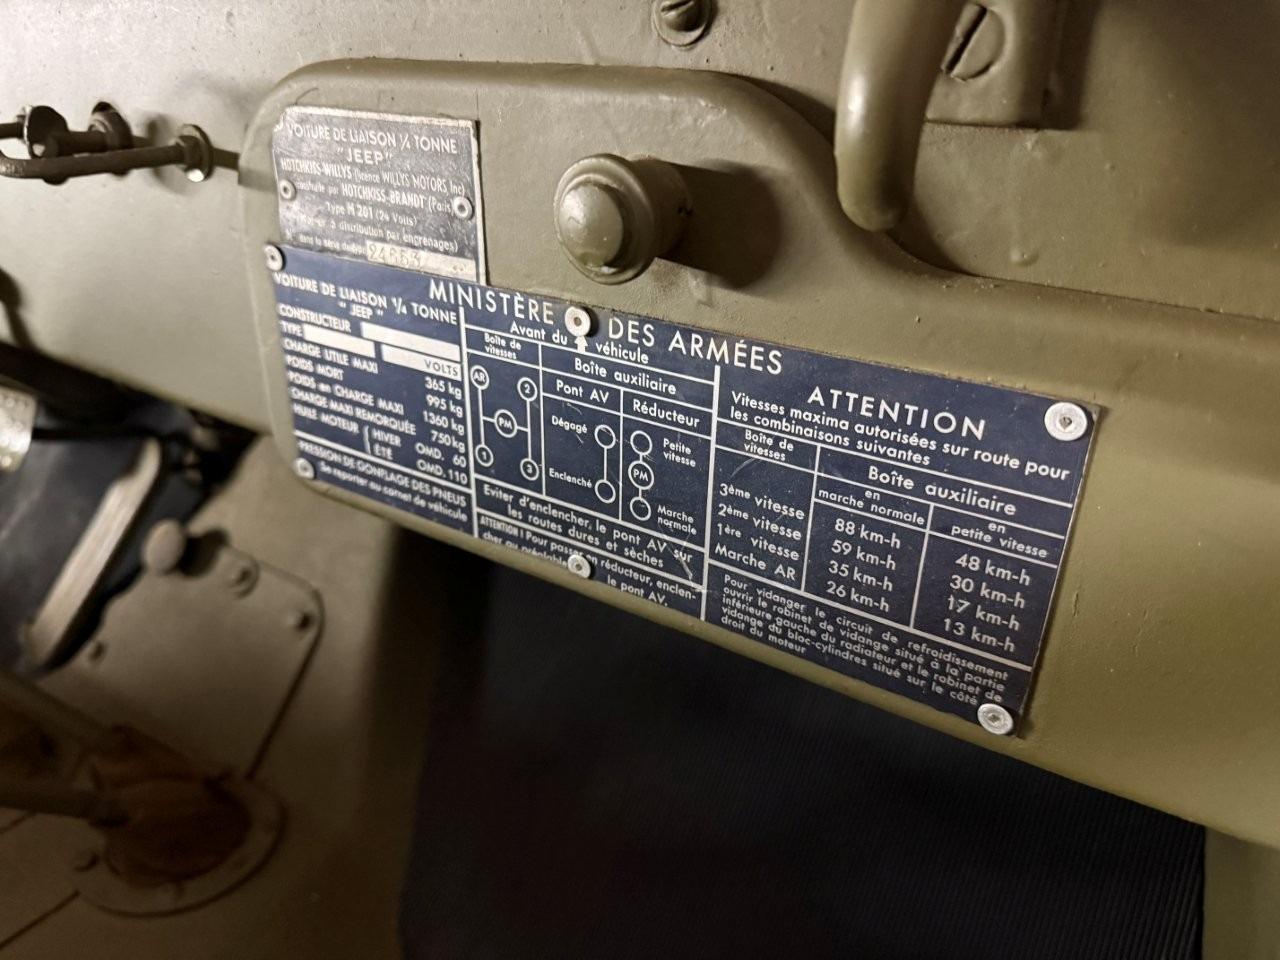 VOITURE DE LIAISON ¼ TONNE
"JEEP"
HOTCHKISS-WILLYS (licence WILLYS MOTORS, Inc)
construite par HOTCHKISS-BRANDT (Paris)
Type M 201 (24 Volts)
à distribution par engrenages)
N° dans la série du type
MINISTÈRE DES ARMÉES
VOITURE DE LIAISON ¼ TONNE
"JEEP"
CONSTRUCTEUR
TYPE VOLTS
CHARGE UTILE MAXI 365 kg
POIDS MORT 995 kg
POIDS en CHARGE MAXI 1360 kg
CHARGE MAXI REMORQUÉE 750 kg
HUILE MOTEUR HIVER OMD. 60
ÉTÉ OMD. 110
PRESSION DE GONFLAGE DES PNEUS
Se reporter au carnet de véhicule
Avant du véhicule
Boîte de
vitesses
AR
2
PM
1
3
Boîte auxiliaire
Pont AV
Réducteur
Dégagé
Enclenché
Petite
vitesse
PM
Marche
normale
Eviter d'enclencher, le pont AV sur
les routes dures et sèches
ATTENTION ! Pour passer en réducteur, enclen-
cher au préalable le pont AV.
ATTENTION
Vitesses maxima autorisées sur route pour
les combinaisons suivantes
Boîte de
vitesses
Boîte auxiliaire
en
marche normale
en
petite vitesse
3ème vitesse 88 km-h 48 km-h
2ème vitesse 59 km-h 30 km-h
1ère vitesse 35 km-h 17 km-h
Marche AR 26 km-h 13 km-h
Pour vidanger le circuit de refroidissement
ouvrir le robinet de vidange situé à la partie
inférieure gauche du radiateur et le robinet de
vidange du bloc-cylindres situé sur le côté
droit du moteur